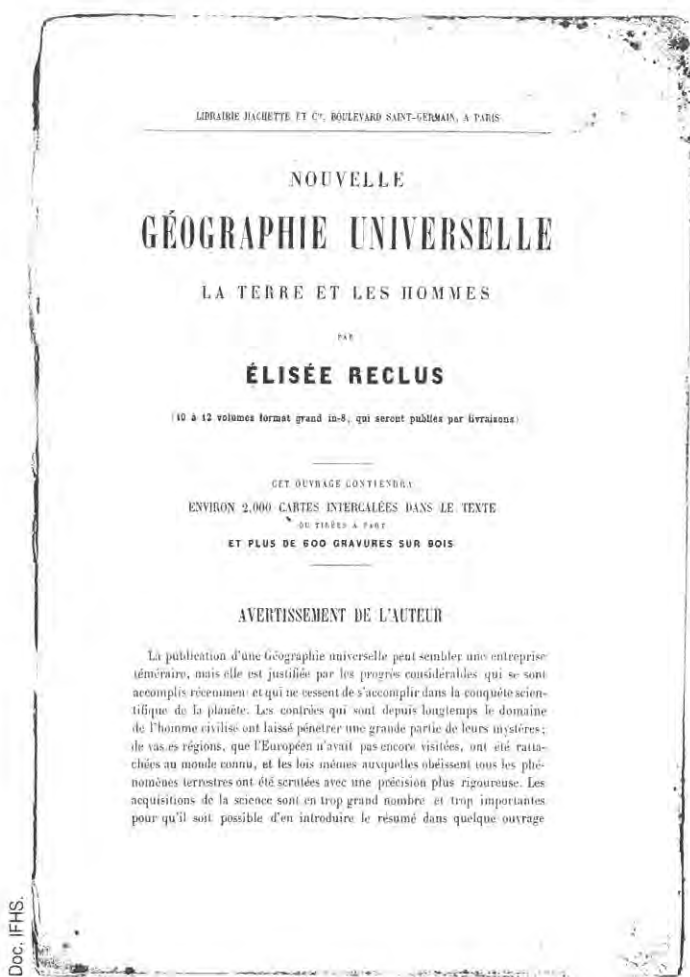 LIBRAIRIE HACHETTE ET Cie, BOULEVARD SAINT-GERMAIN, A PARIS
NOUVELLE
GÉOGRAPHIE UNIVERSELLE
LA TERRE ET LES HOMMES
PAR
ÉLISÉE RECLUS
(10 à 12 volumes format grand in-8, qui seront publiés par livraisons)
CET OUVRAGE CONTIENDRA
ENVIRON 2,000 CARTES INTERCALÉES DANS LE TEXTE
OU TIRÉES A PART
ET PLUS DE 600 GRAVURES SUR BOIS
AVERTISSEMENT DE L'AUTEUR
La publication d'une Géographie universelle peut sembler une entreprise
téméraire, mais elle est justifiée par les progrès considérables qui se sont
accomplis récemmen et qui ne cessent de s'accomplir dans la conquête scien-
tifique de la planète. Les contrées qui sont depuis longtemps le domaine
de l'homme civilisé ont laissé pénétrer une grande partie de leurs mystères;
de vas es régions, que l'Européen n'avait pas encore visitées, ont été ratta-
chées au monde connu, et les lois mêmes auxquelles obéissent tous les phé-
nomènes terrestres ont été scrutées avec une précision plus rigoureuse. Les
acquisitions de la science sont en trop grand nombre et trop importantes
pour qu'il soit possible d'en introduire le résumé dans quelque ouvrage
Doc. IFHS.